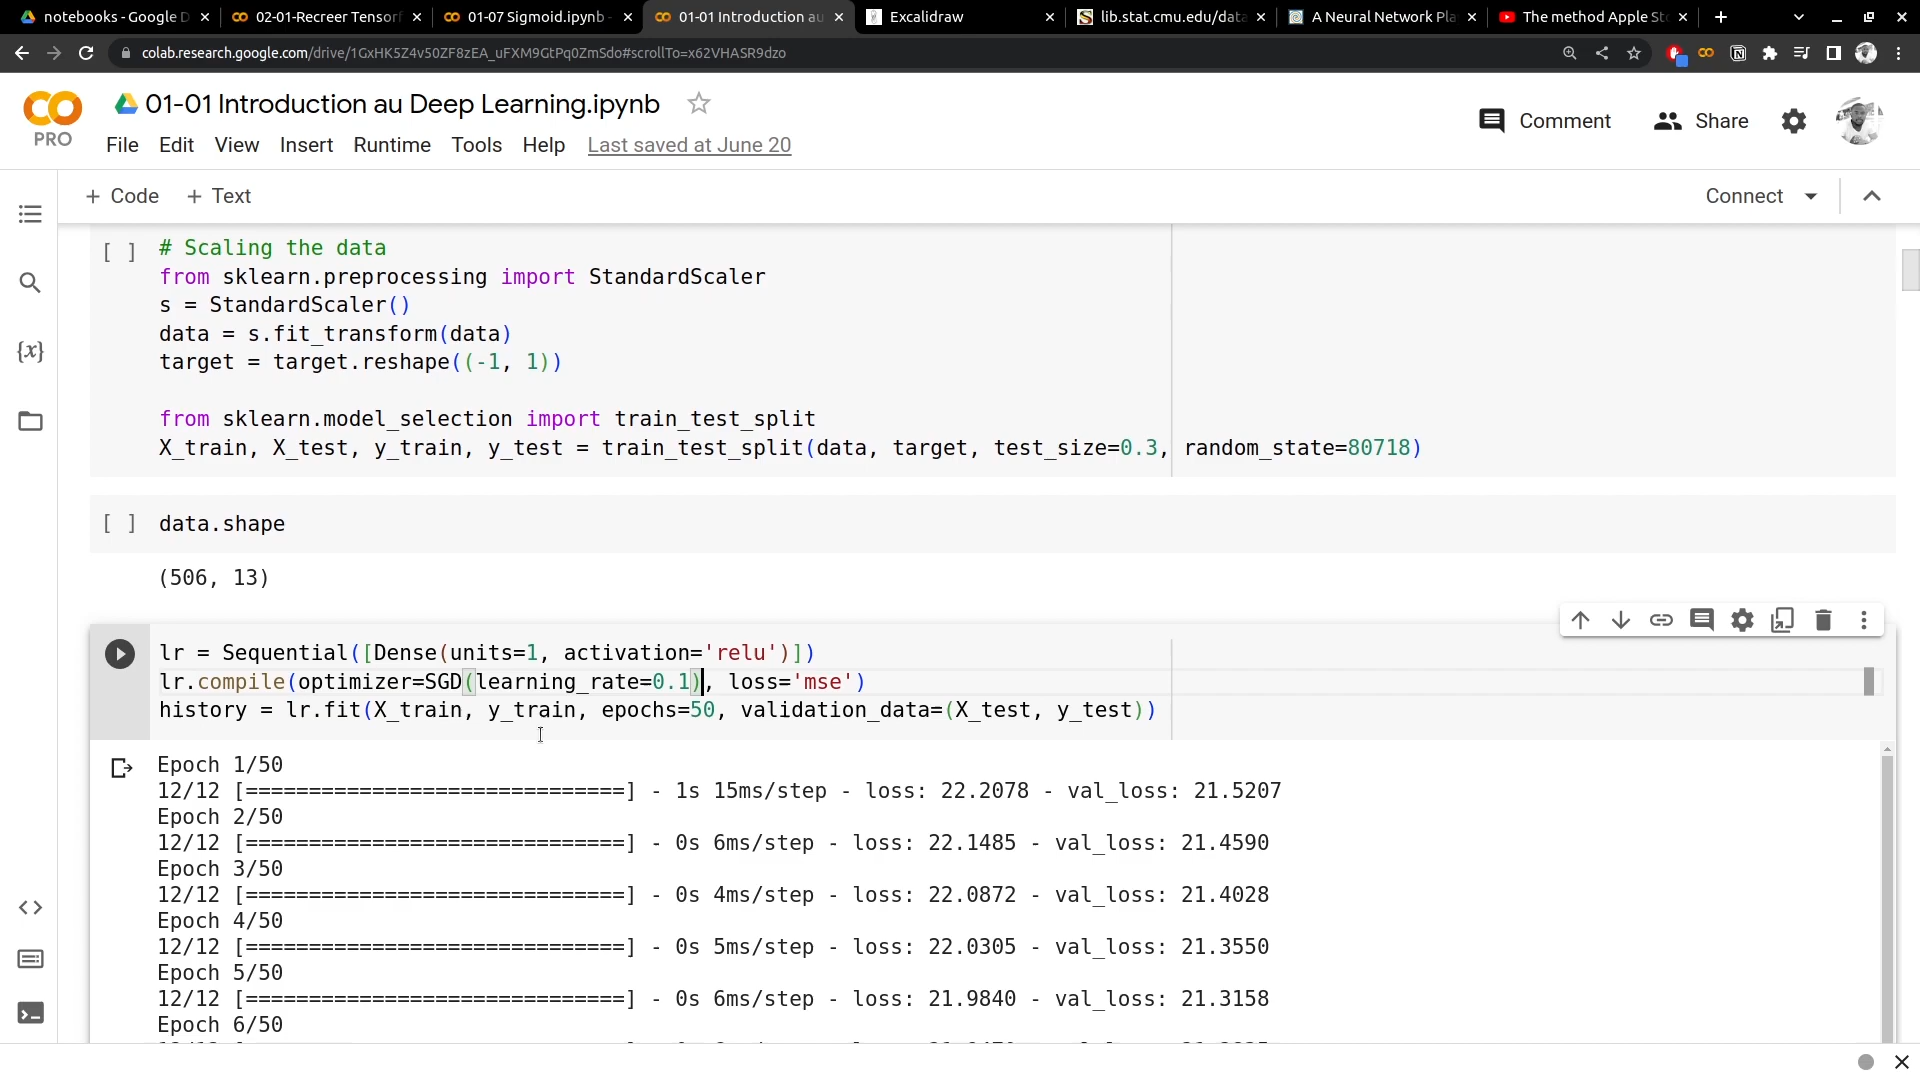 notebooks - Google D
02-01-Recreer Tensorf
01-07 Sigmoid.ipynb -
01-01 Introduction au
Excalidraw
lib.stat.cmu.edu/data
A Neural Network Pla
The method Apple Sto
colab.research.google.com/drive/1GxHK5Z4v50ZF8zEA_uFXM9GtPq0ZmSdo#scrollTo=x62VHASR9dzo
PRO
01-01 Introduction au Deep Learning.ipynb
File Edit View Insert Runtime Tools Help Last saved at June 20
Comment
Share
+ Code + Text
Connect
[ ] # Scaling the data
from sklearn.preprocessing import StandardScaler
s = StandardScaler()
data = s.fit_transform(data)
target = target.reshape((-1, 1))
from sklearn.model_selection import train_test_split
X_train, X_test, y_train, y_test = train_test_split(data, target, test_size=0.3, random_state=80718)
[ ] data.shape
(506, 13)
lr = Sequential([Dense(units=1, activation='relu')])
lr.compile(optimizer=SGD(learning_rate=0.1), loss='mse')
history = lr.fit(X_train, y_train, epochs=50, validation_data=(X_test, y_test))
Epoch 1/50
12/12 [==============================] - 1s 15ms/step - loss: 22.2078 - val_loss: 21.5207
Epoch 2/50
12/12 [==============================] - 0s 6ms/step - loss: 22.1485 - val_loss: 21.4590
Epoch 3/50
12/12 [==============================] - 0s 4ms/step - loss: 22.0872 - val_loss: 21.4028
Epoch 4/50
12/12 [==============================] - 0s 5ms/step - loss: 22.0305 - val_loss: 21.3550
Epoch 5/50
12/12 [==============================] - 0s 6ms/step - loss: 21.9840 - val_loss: 21.3158
Epoch 6/50